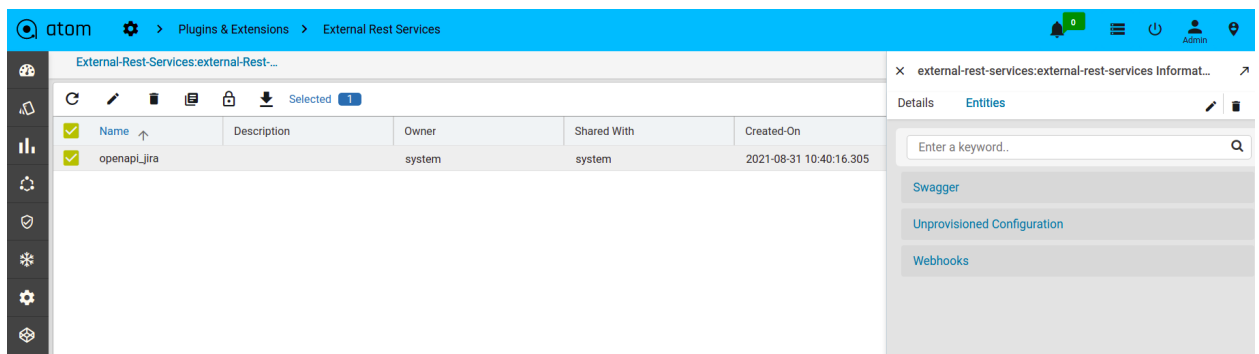 atom > Plugins & Extensions > External Rest Services 0 Admin
External-Rest-Services:external-Rest-...
× external-rest-services:external-rest-services Informat...
Selected 1
Details Entities
Name Description Owner Shared With Created-On
Enter a keyword..
openapi_jira system system 2021-08-31 10:40:16.305
Swagger
Unprovisioned Configuration
Webhooks